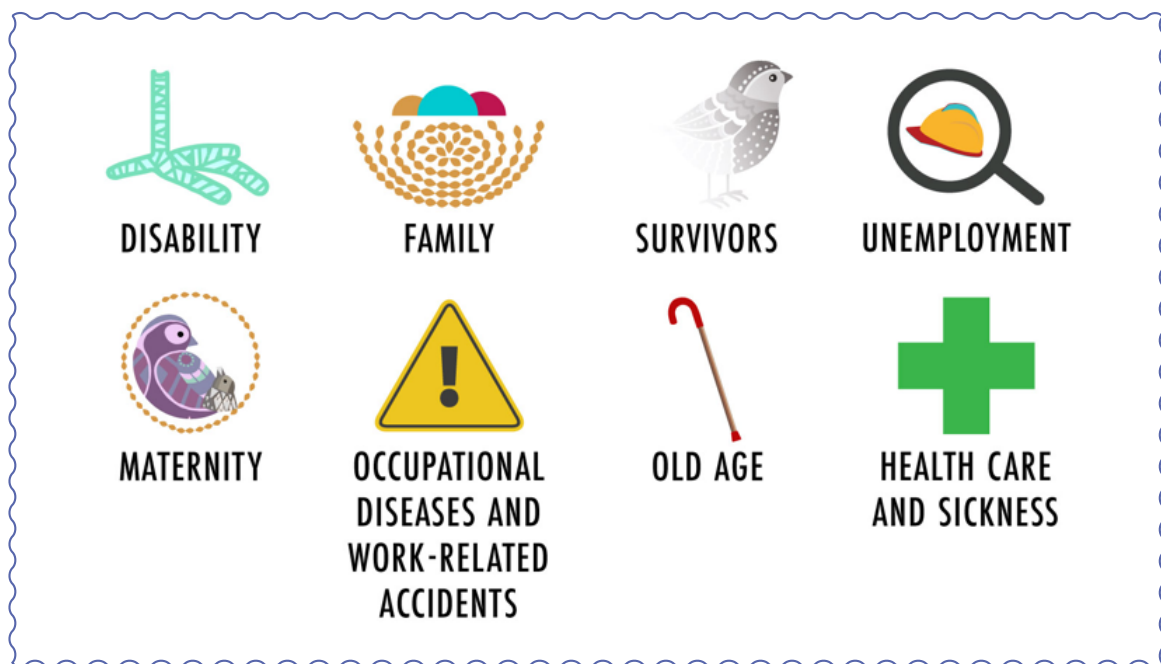 DISABILITY
FAMILY
SURVIVORS
UNEMPLOYMENT
MATERNITY
OCCUPATIONAL
DISEASES AND
WORK-RELATED
ACCIDENTS
OLD AGE
HEALTH CARE
AND SICKNESS